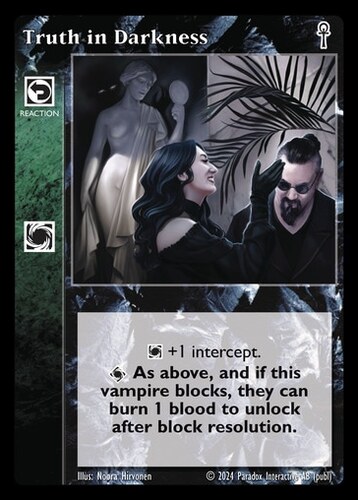 Truth in Darkness
REACTION
+1 intercept.
As above, and if this
vampire blocks, they can
burn 1 blood to unlock
after block resolution.
Illus: Noora Hirvonen © 2024 Paradox Interactive AB (publ)